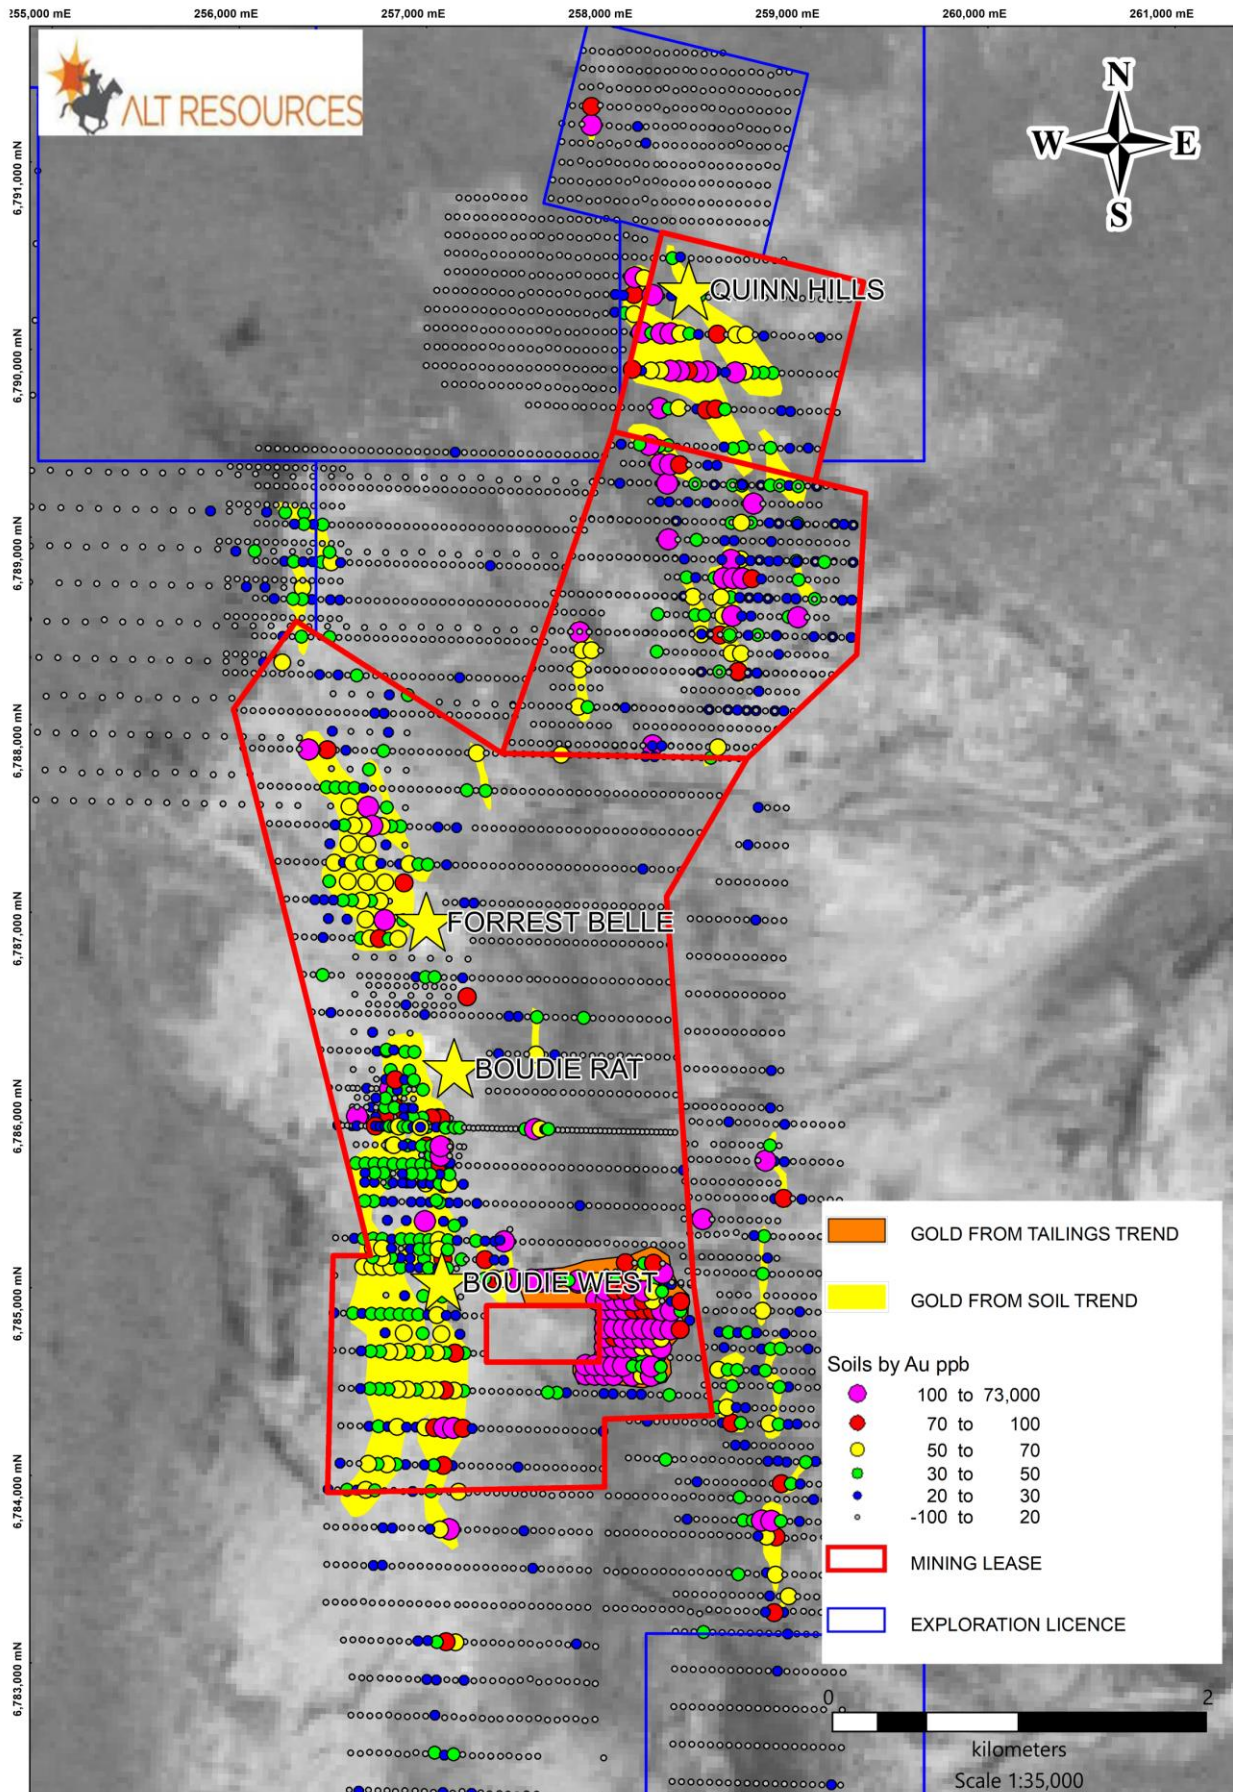 255,000 mE 256,000 mE 257,000 mE 258,000 mE 259,000 mE 260,000 mE 261,000 mE
ALT RESOURCES
N
W E
S
6,791,000 mN
6,790,000 mN
6,789,000 mN
6,788,000 mN
6,787,000 mN
6,786,000 mN
6,785,000 mN
6,784,000 mN
6,783,000 mN
QUINN HILLS
FORREST BELLE
BOUDIE RAT
BOUDIE WEST
GOLD FROM TAILINGS TREND
GOLD FROM SOIL TREND
Soils by Au ppb
100 to 73,000
70 to 100
50 to 70
30 to 50
20 to 30
-100 to 20
MINING LEASE
EXPLORATION LICENCE
0 2
kilometers
Scale 1:35,000